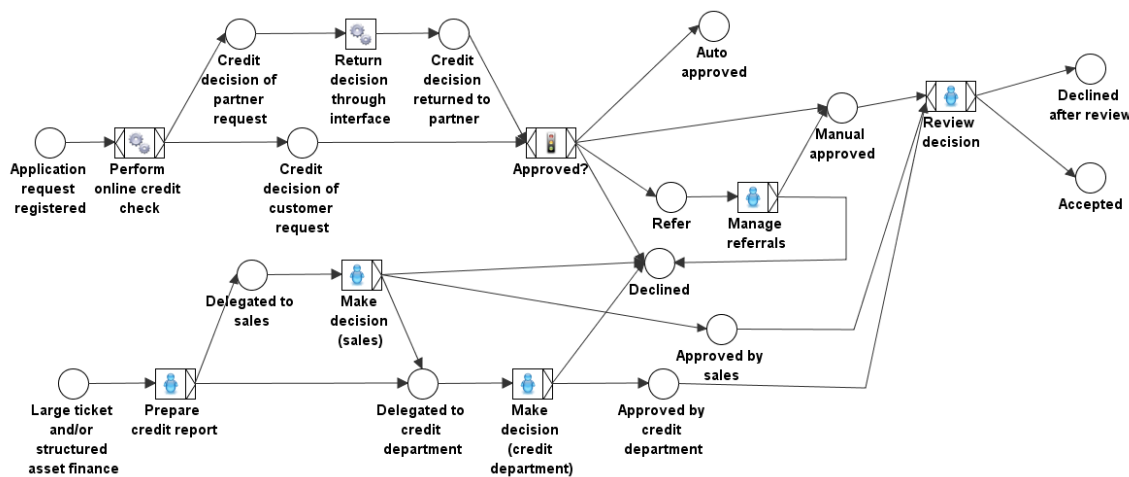 Auto
approved
Credit
decision of
partner
request
Return
decision
through
interface
Credit
decision
returned to
partner
Declined
after review
Manual
approved
Review
decision
Application
request
registered
Perform
online credit
check
Credit
decision of
customer
request
Approved?
Accepted
Refer
Manage
referrals
Delegated to
sales
Make
decision
(sales)
Declined
Approved by
sales
Large ticket
and/or
structured
asset finance
Prepare
credit report
Delegated to
credit
department
Make
decision
(credit
department)
Approved by
credit
department